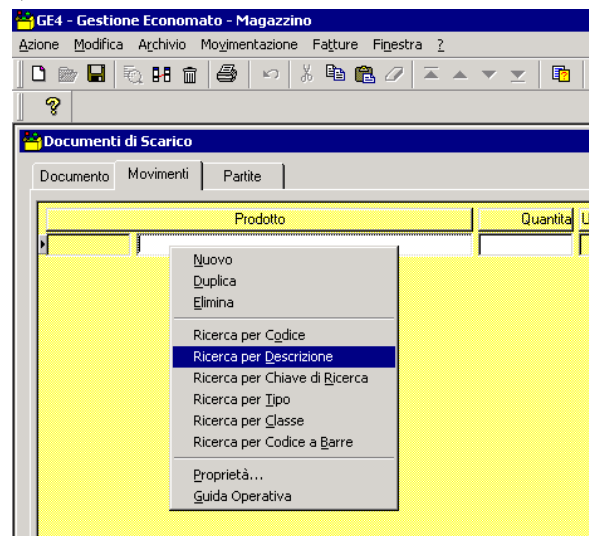 GE4 - Gestione Economato - Magazzino
Azione Modifica Archivio Movimentazione Fatture Finestra ?
Documenti di Scarico
Documento Movimenti Partite
Prodotto Quantita U
Nuovo
Duplica
Elimina
Ricerca per Codice
Ricerca per Descrizione
Ricerca per Chiave di Ricerca
Ricerca per Tipo
Ricerca per Classe
Ricerca per Codice a Barre
Proprietà...
Guida Operativa